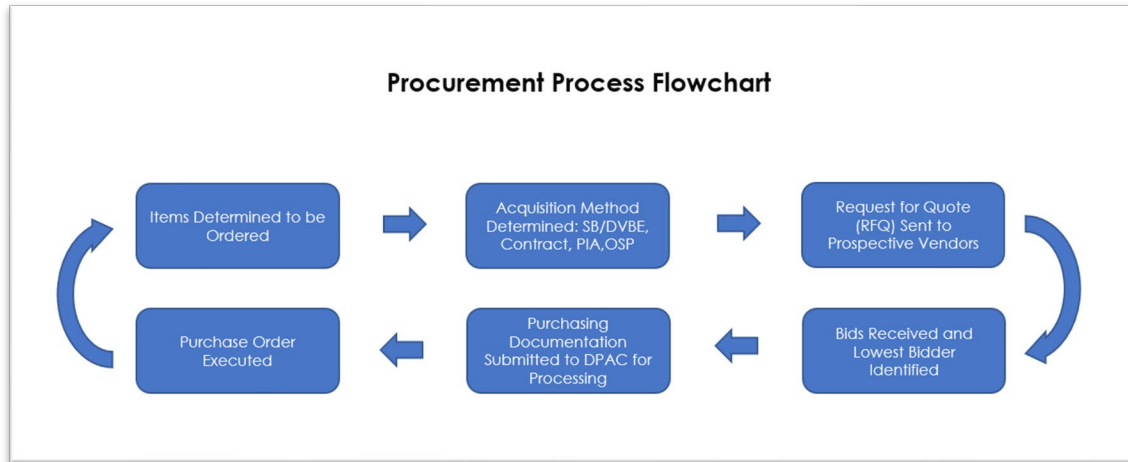 Procurement Process Flowchart
Items Determined to be
Ordered
Acquisition Method
Determined: SB/DVBE,
Contract, PIA,OSP
Request for Quote
(RFQ) Sent to
Prospective Vendors
Bids Received and
Lowest Bidder
Identified
Purchasing
Documentation
Submitted to DPAC for
Processing
Purchase Order
Executed